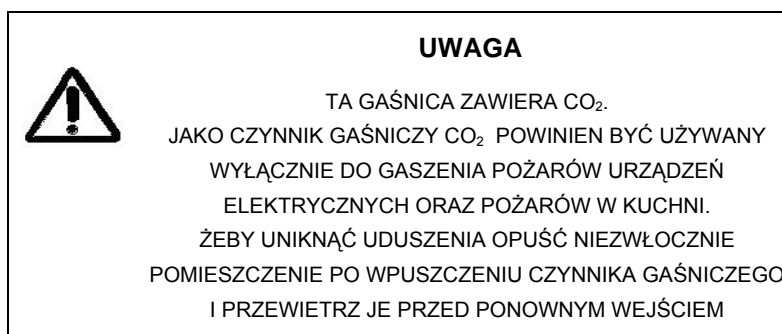 UWAGA
TA GAŚNICA ZAWIERA CO₂.
JAKO CZYNNIK GAŚNICZY CO₂ POWINIEN BYĆ UŻYWANY
WYŁĄCZNIE DO GASZENIA POŻARÓW URZĄDZEŃ
ELEKTRYCZNYCH ORAZ POŻARÓW W KUCHNI.
ŻEBY UNIKNĄĆ UDUSZENIA OPUŚĆ NIEZWŁOCZNIE
POMIESZCZENIE PO WPUSZCZENIU CZYNNIKA GAŚNICZEGO
I PRZEWIETRZ JE PRZED PONOWNYM WEJŚCIEM